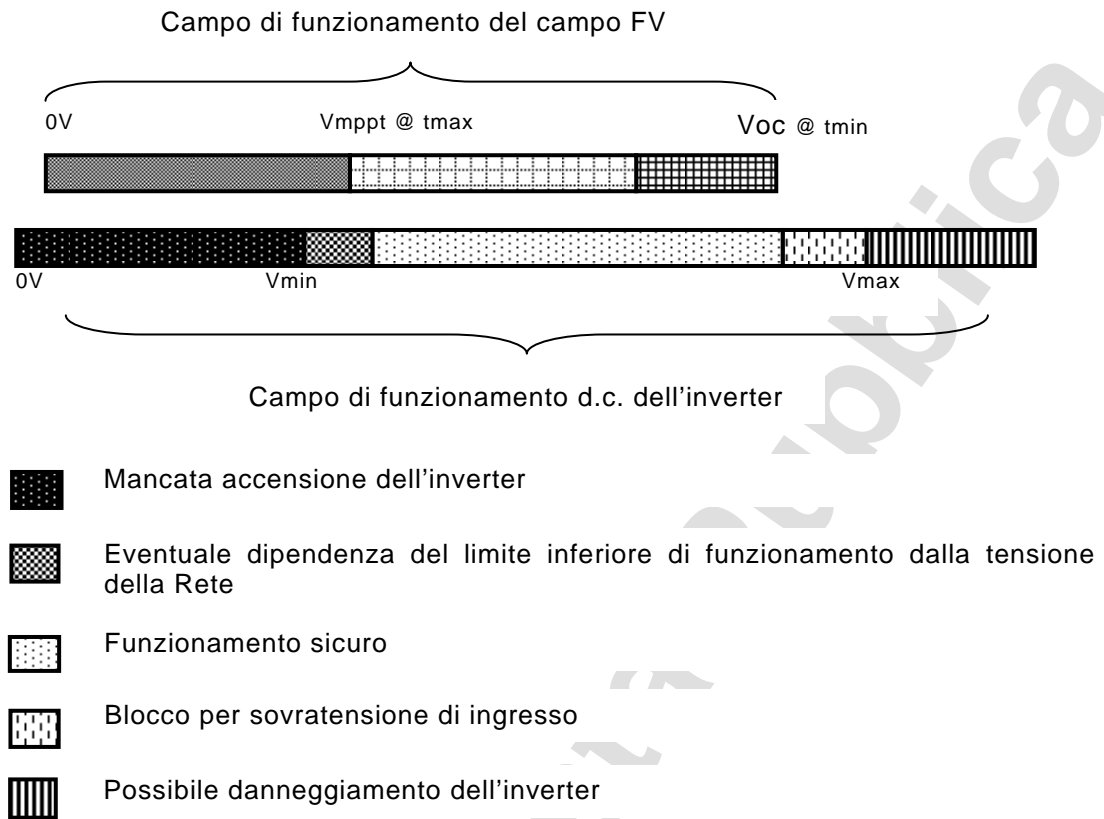 Campo di funzionamento del campo FV
0V Vmppt @ tmax Voc @ tmin
0V Vmin Vmax
Campo di funzionamento d.c. dell'inverter
Mancata accensione dell'inverter
Eventuale dipendenza del limite inferiore di funzionamento dalla tensione
della Rete
Funzionamento sicuro
Blocco per sovratensione di ingresso
Possibile danneggiamento dell'inverter